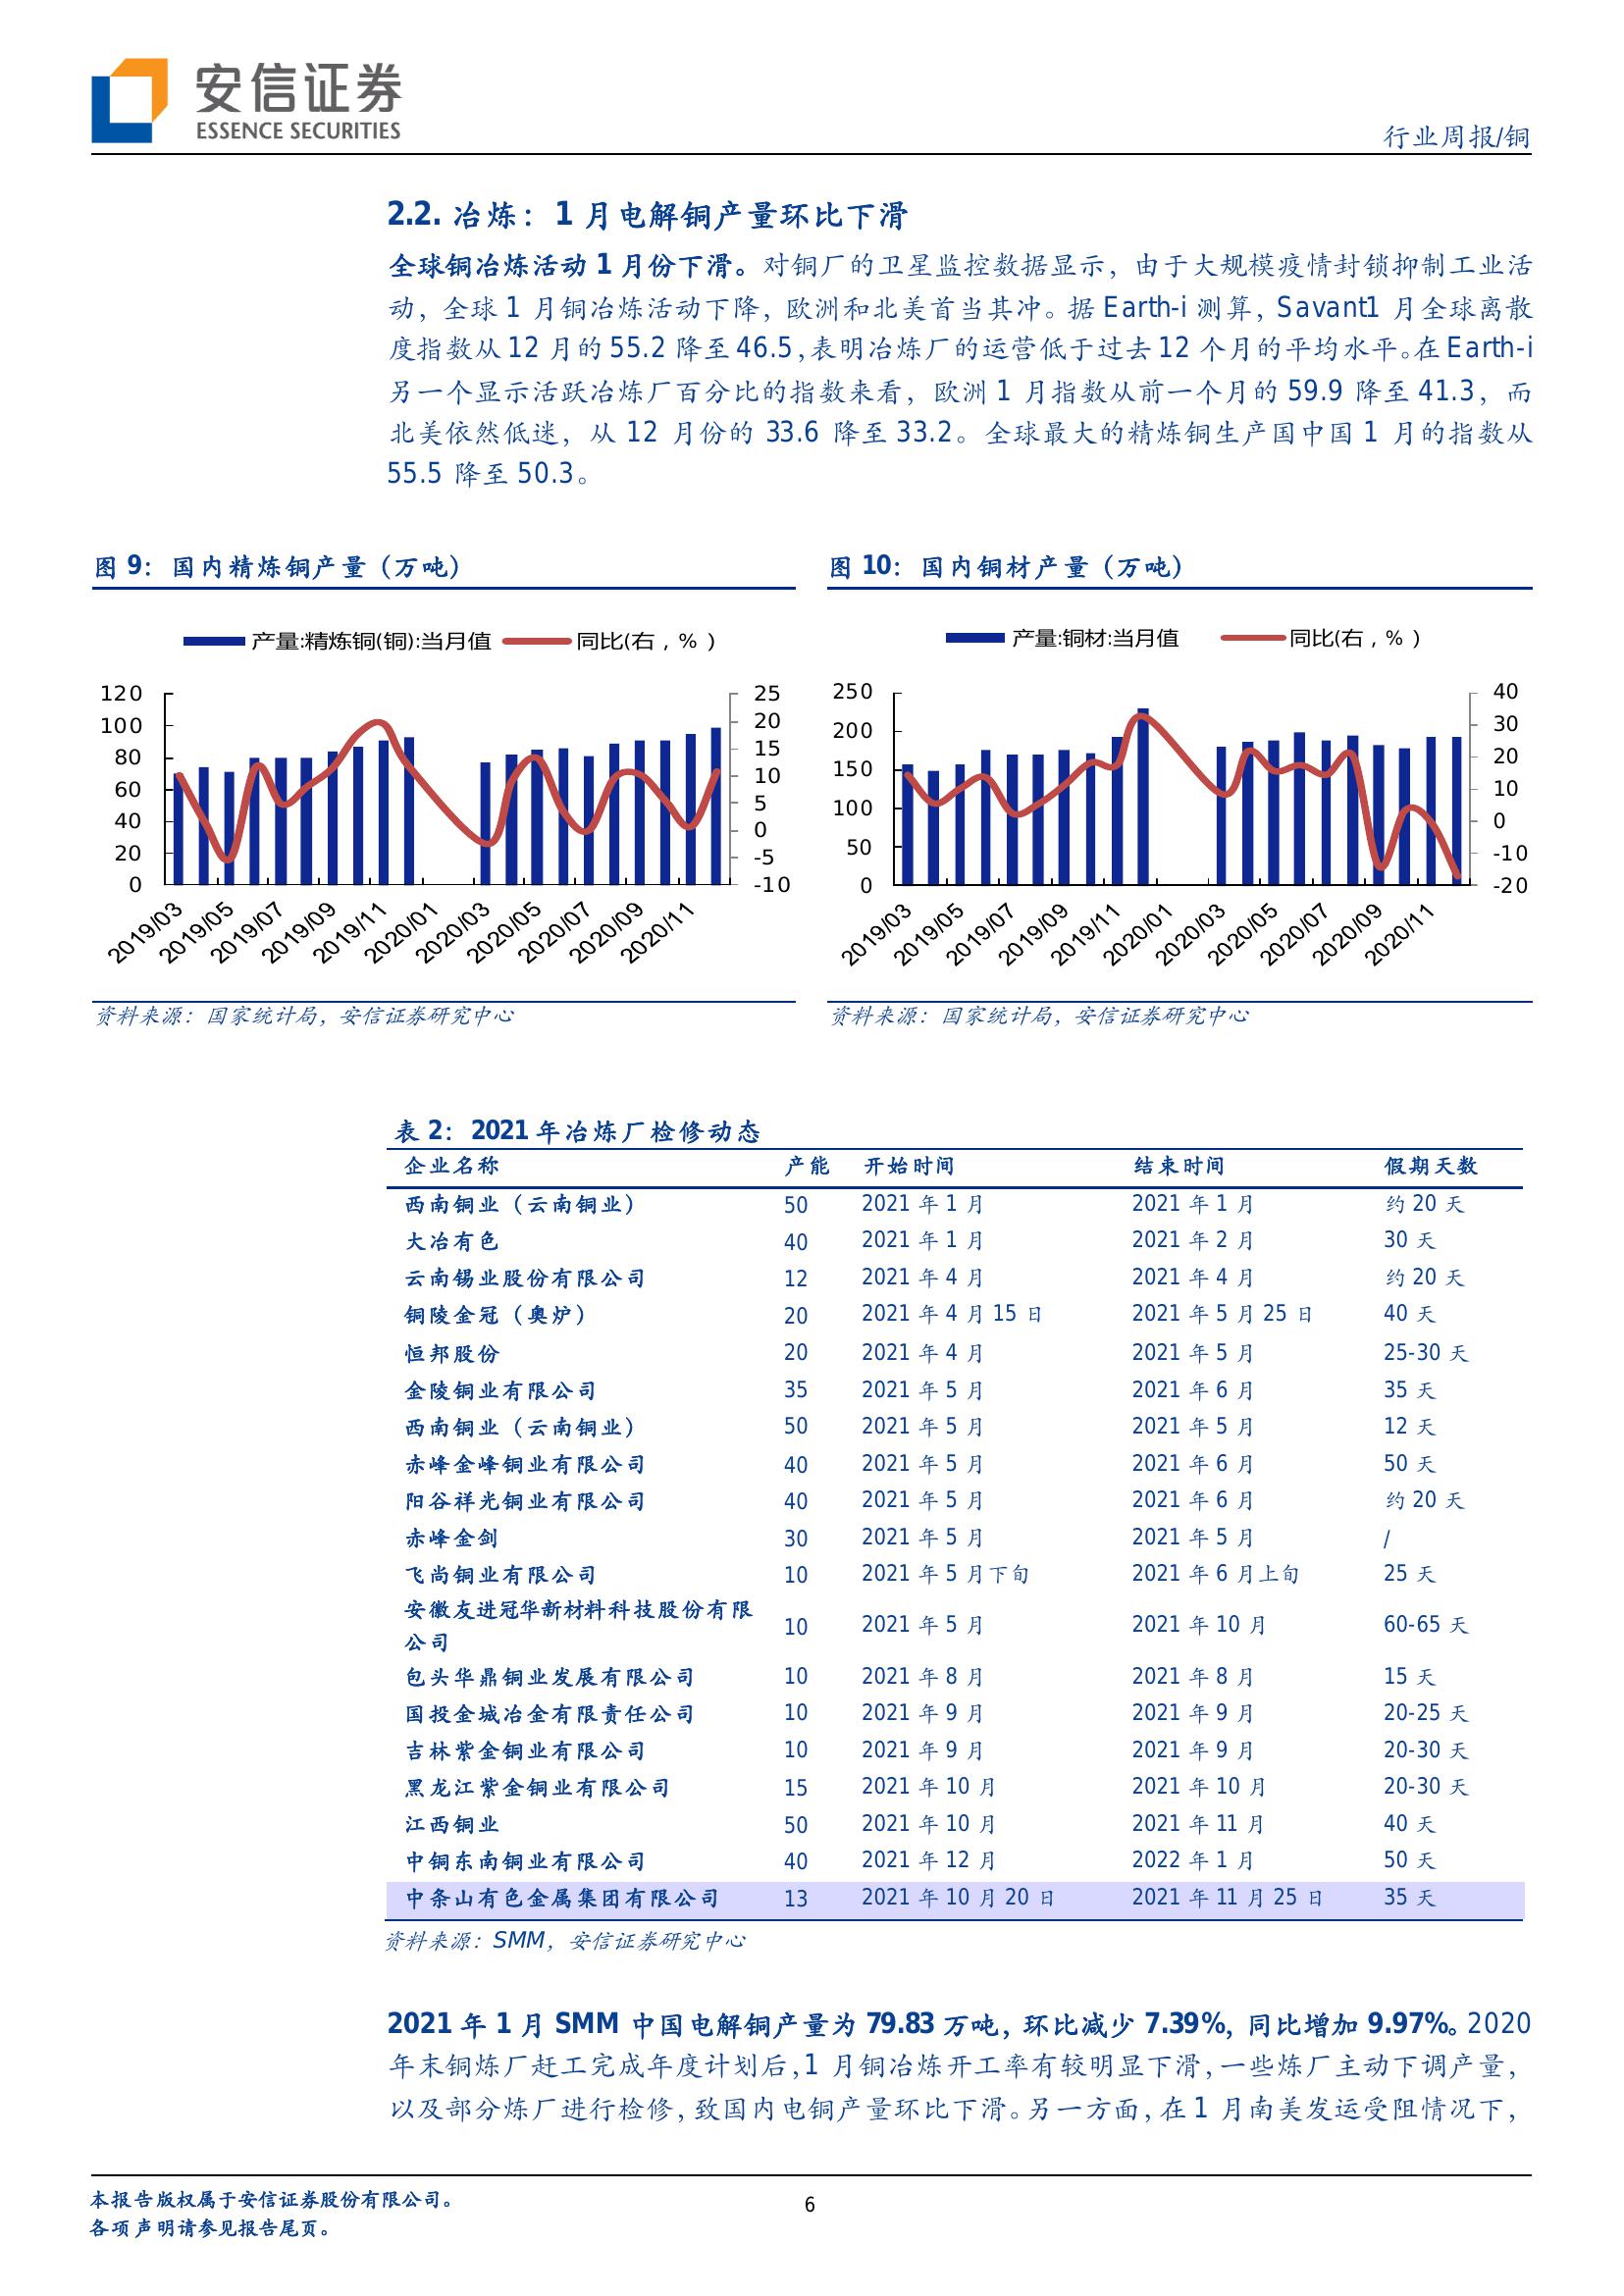 安信证券
ESSENCE SECURITIES
行业周报/铜
2.2. 冶炼：1 月电解铜产量环比下滑
全球铜冶炼活动 1 月份下滑。对铜厂的卫星监控数据显示，由于大规模疫情封锁抑制工业活
动，全球 1 月铜冶炼活动下降，欧洲和北美首当其冲。据 Earth-i 测算，Savant1 月全球离散
度指数从 12 月的 55.2 降至 46.5，表明冶炼厂的运营低于过去 12 个月的平均水平。在 Earth-i
另一个显示活跃冶炼厂百分比的指数来看，欧洲 1 月指数从前一个月的 59.9 降至 41.3，而
北美依然低迷，从 12 月份的 33.6 降至 33.2。全球最大的精炼铜生产国中国 1 月的指数从
55.5 降至 50.3。
图 9：国内精炼铜产量（万吨）
产量:精炼铜(铜):当月值 同比(右，%)
120
100
80
60
40
20
0
25
20
15
10
5
0
-5
-10
2019/03 2019/05 2019/07 2019/09 2019/11 2020/01 2020/03 2020/05 2020/07 2020/09 2020/11
资料来源：国家统计局，安信证券研究中心
图 10：国内铜材产量（万吨）
产量:铜材:当月值 同比(右，%)
250
200
150
100
50
0
40
30
20
10
0
-10
-20
2019/03 2019/05 2019/07 2019/09 2019/11 2020/01 2020/03 2020/05 2020/07 2020/09 2020/11
资料来源：国家统计局，安信证券研究中心
表 2：2021 年冶炼厂检修动态
企业名称 产能 开始时间 结束时间 假期天数
西南铜业（云南铜业） 50 2021 年 1 月 2021 年 1 月 约 20 天
大冶有色 40 2021 年 1 月 2021 年 2 月 30 天
云南锡业股份有限公司 12 2021 年 4 月 2021 年 4 月 约 20 天
铜陵金冠（奥炉） 20 2021 年 4 月 15 日 2021 年 5 月 25 日 40 天
恒邦股份 20 2021 年 4 月 2021 年 5 月 25-30 天
金陵铜业有限公司 35 2021 年 5 月 2021 年 6 月 35 天
西南铜业（云南铜业） 50 2021 年 5 月 2021 年 5 月 12 天
赤峰金峰铜业有限公司 40 2021 年 5 月 2021 年 6 月 50 天
阳谷祥光铜业有限公司 40 2021 年 5 月 2021 年 6 月 约 20 天
赤峰金剑 30 2021 年 5 月 2021 年 5 月 /
飞尚铜业有限公司 10 2021 年 5 月下旬 2021 年 6 月上旬 25 天
安徽友进冠华新材料科技股份有限
公司 10 2021 年 5 月 2021 年 10 月 60-65 天
包头华鼎铜业发展有限公司 10 2021 年 8 月 2021 年 8 月 15 天
国投金城冶金有限责任公司 10 2021 年 9 月 2021 年 9 月 20-25 天
吉林紫金铜业有限公司 10 2021 年 9 月 2021 年 9 月 20-30 天
黑龙江紫金铜业有限公司 15 2021 年 10 月 2021 年 10 月 20-30 天
江西铜业 50 2021 年 10 月 2021 年 11 月 40 天
中铜东南铜业有限公司 40 2021 年 12 月 2022 年 1 月 50 天
中条山有色金属集团有限公司 13 2021 年 10 月 20 日 2021 年 11 月 25 日 35 天
资料来源：SMM，安信证券研究中心
2021 年 1 月 SMM 中国电解铜产量为 79.83 万吨，环比减少 7.39%，同比增加 9.97%。2020
年末铜炼厂赶工完成年度计划后，1 月铜冶炼开工率有较明显下滑，一些炼厂主动下调产量，
以及部分炼厂进行检修，致国内电铜产量环比下滑。另一方面，在 1 月南美发运受阻情况下，
本报告版权属于安信证券股份有限公司。
各项声明请参见报告尾页。
6